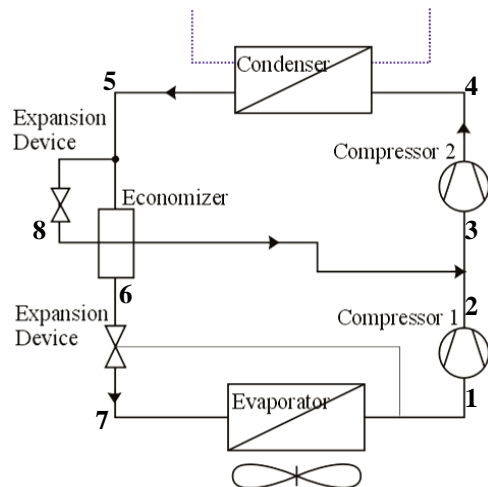 Condenser
5
4
Expansion
Device
Compressor 2
Economizer
8
3
6
2
Expansion
Device
Compressor 1
7
Evaporator
1